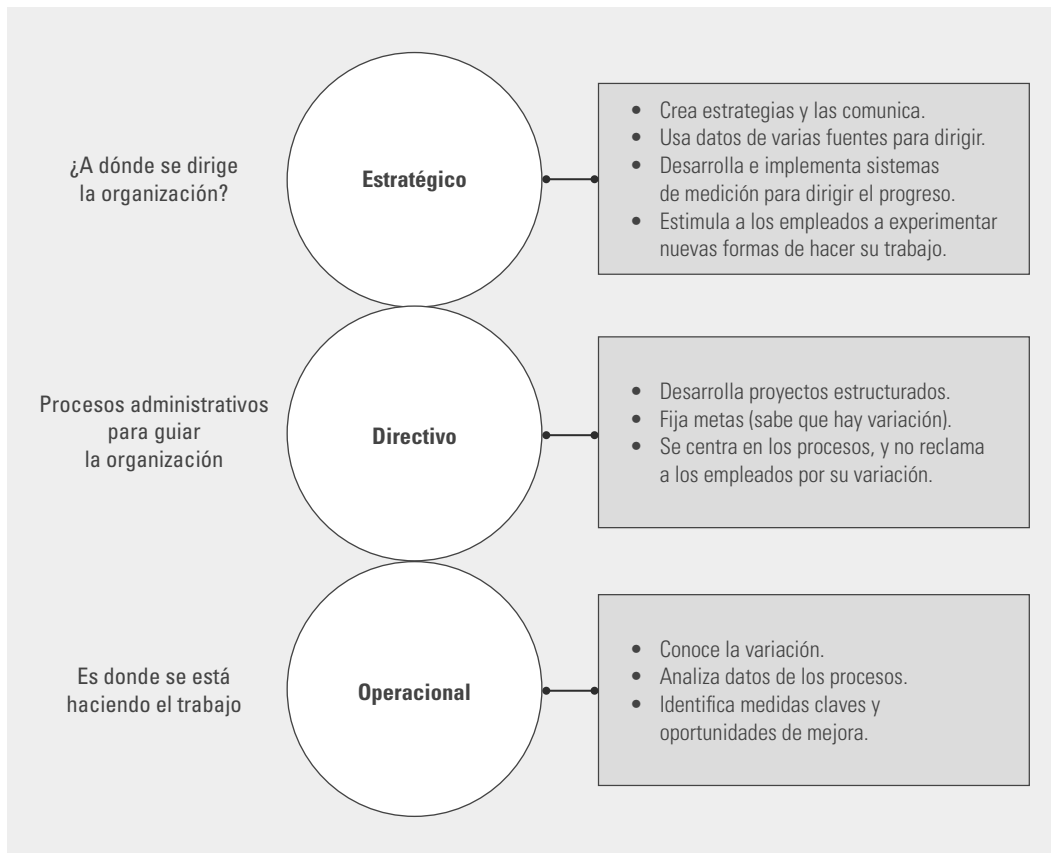 ¿A dónde se dirige
la organización?
Estratégico
• Crea estrategias y las comunica.
• Usa datos de varias fuentes para dirigir.
• Desarrolla e implementa sistemas
de medición para dirigir el progreso.
• Estimula a los empleados a experimentar
nuevas formas de hacer su trabajo.
Procesos administrativos
para guiar
la organización
Directivo
• Desarrolla proyectos estructurados.
• Fija metas (sabe que hay variación).
• Se centra en los procesos, y no reclama
a los empleados por su variación.
Es donde se está
haciendo el trabajo
Operacional
• Conoce la variación.
• Analiza datos de los procesos.
• Identifica medidas claves y
oportunidades de mejora.